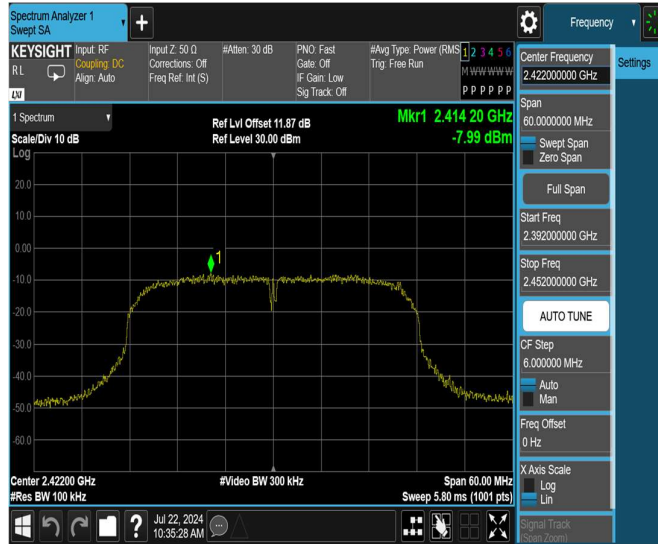 Spectrum Analyzer 1
Swept SA
Frequency
KEYSIGHT
R L
LXI
Input: RF
Coupling: DC
Align: Auto
Input Z: 50 Ω
Corrections: Off
Freq Ref: Int (S)
#Atten: 30 dB
PNO: Fast
Gate: Off
IF Gain: Low
Sig Track: Off
#Avg Type: Power (RMS
Trig: Free Run
1 2 3 4 5 6
M W W W W W
P P P P P P
1 Spectrum
Scale/Div 10 dB
Log
Ref Lvl Offset 11.87 dB
Ref Level 30.00 dBm
Mkr1 2.414 20 GHz
-7.99 dBm
20.0
10.0
0.00
-10.0
-20.0
-30.0
-40.0
-50.0
-60.0
1
Center 2.42200 GHz
#Res BW 100 kHz
#Video BW 300 kHz
Span 60.00 MHz
Sweep 5.80 ms (1001 pts)
Jul 22, 2024
10:35:28 AM
?
Center Frequency
2.422000000 GHz
Settings
Span
60.0000000 MHz
Swept Span
Zero Span
Full Span
Start Freq
2.392000000 GHz
Stop Freq
2.452000000 GHz
AUTO TUNE
CF Step
6.000000 MHz
Auto
Man
Freq Offset
0 Hz
X Axis Scale
Log
Lin
Signal Track
(Span Zoom)